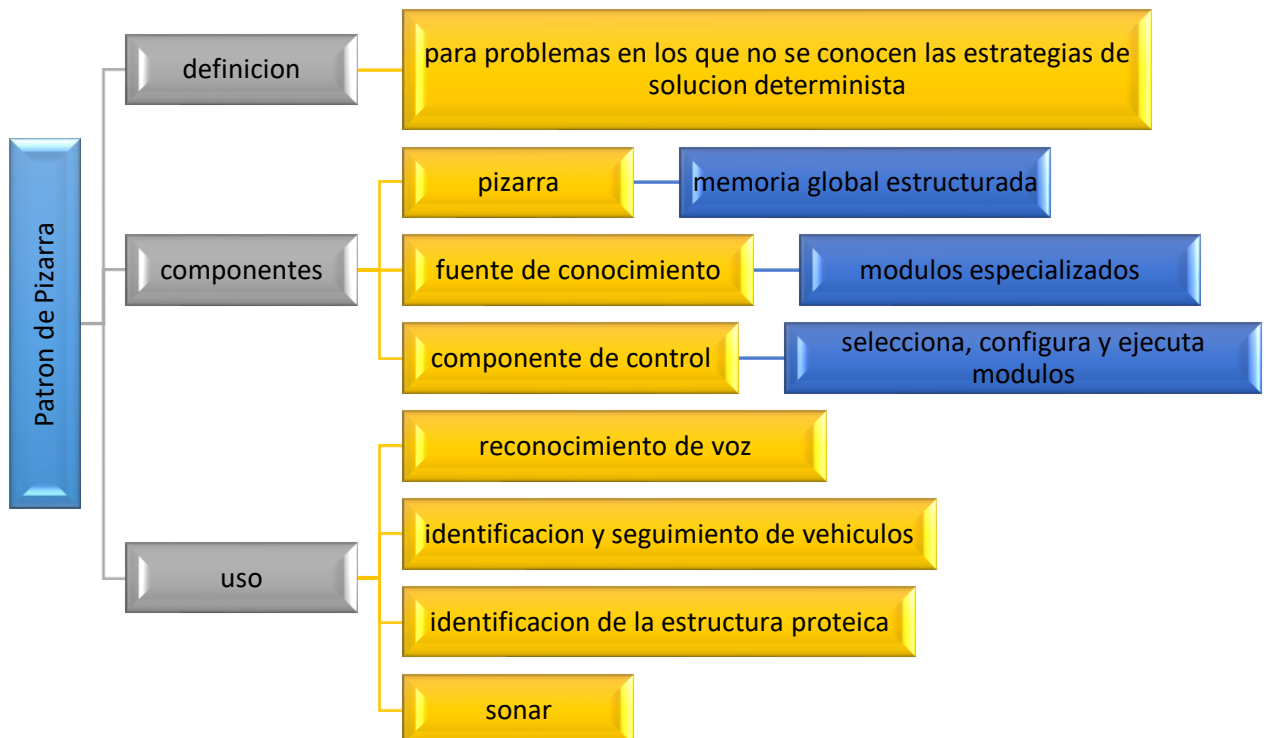 Patron de Pizarra
definicion
para problemas en los que no se conocen las estrategias de
solucion determinista
componentes
pizarra
memoria global estructurada
fuente de conocimiento
modulos especializados
componente de control
selecciona, configura y ejecuta
modulos
uso
reconocimiento de voz
identificacion y seguimiento de vehiculos
identificacion de la estructura proteica
sonar